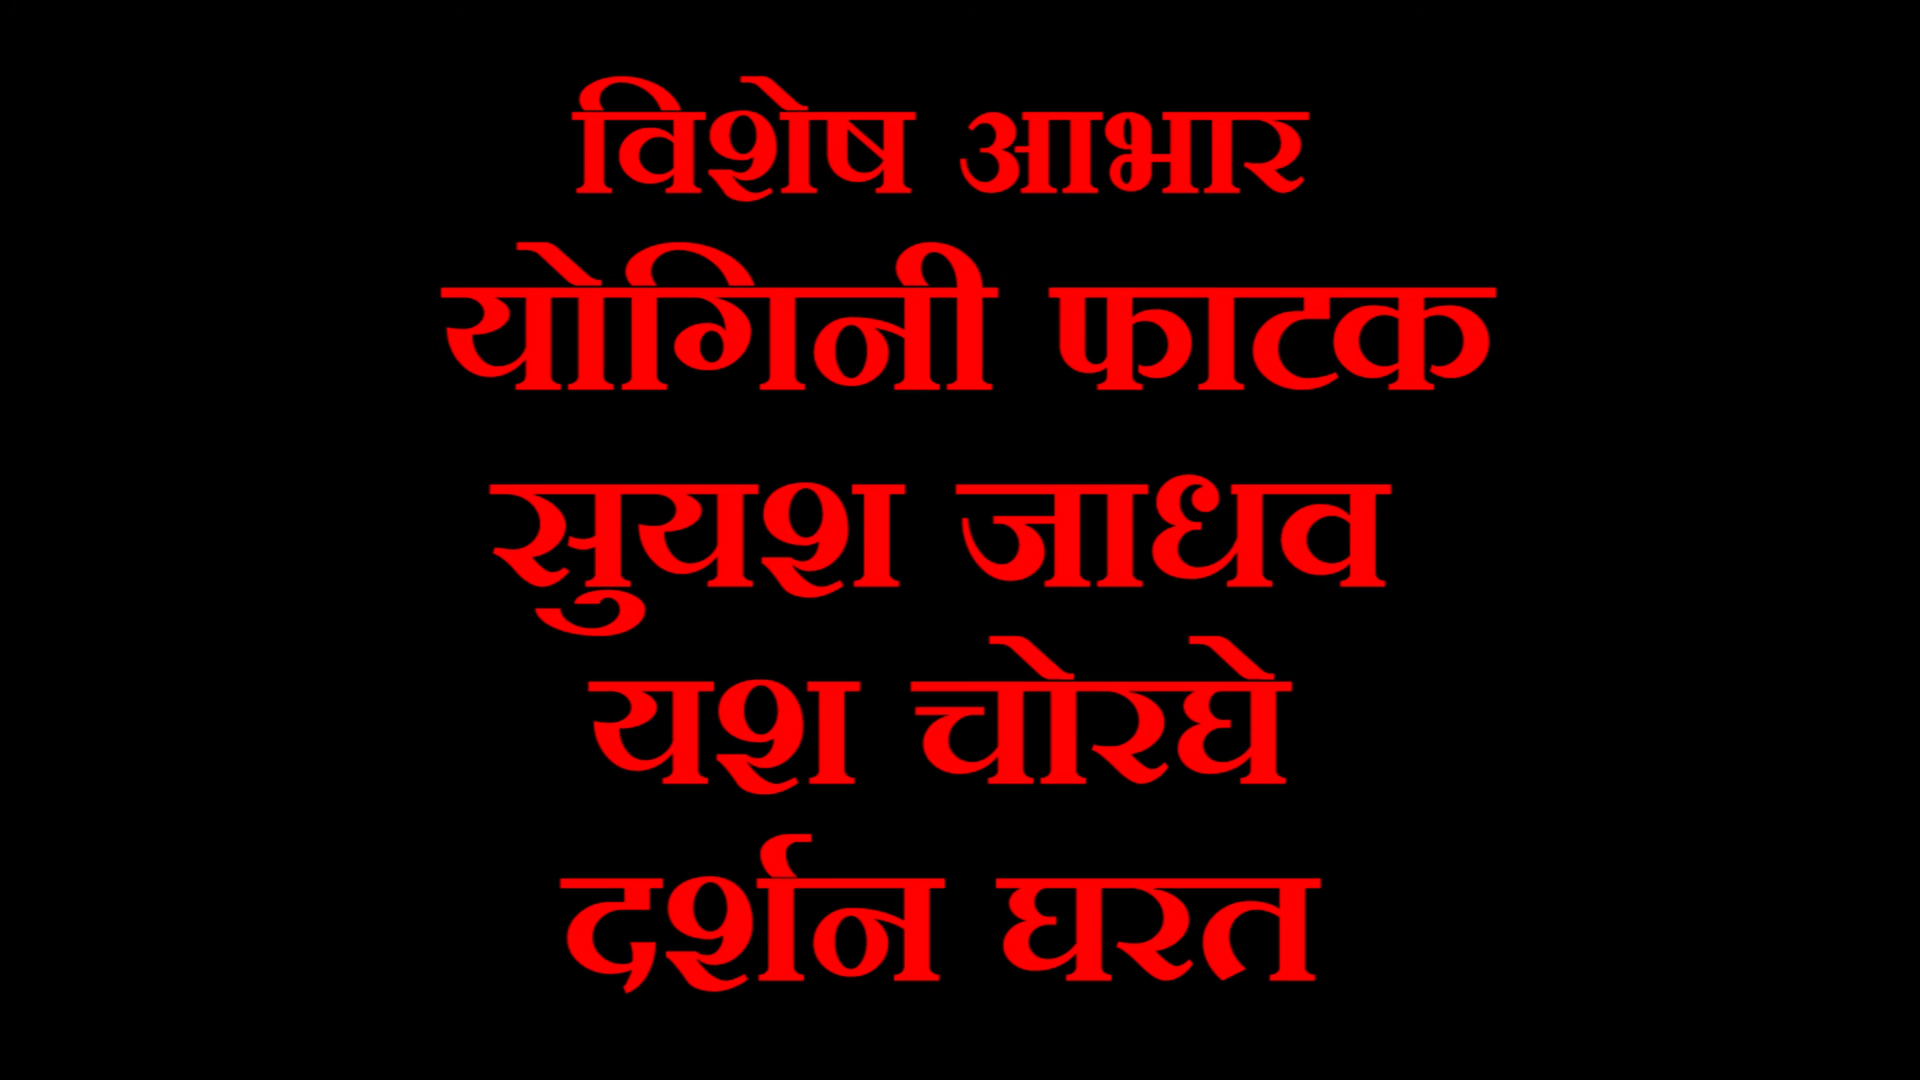 विशेष आभार
योगिनी फाटक
सुयश जाधव
यश चोरघे
दर्शन घरत